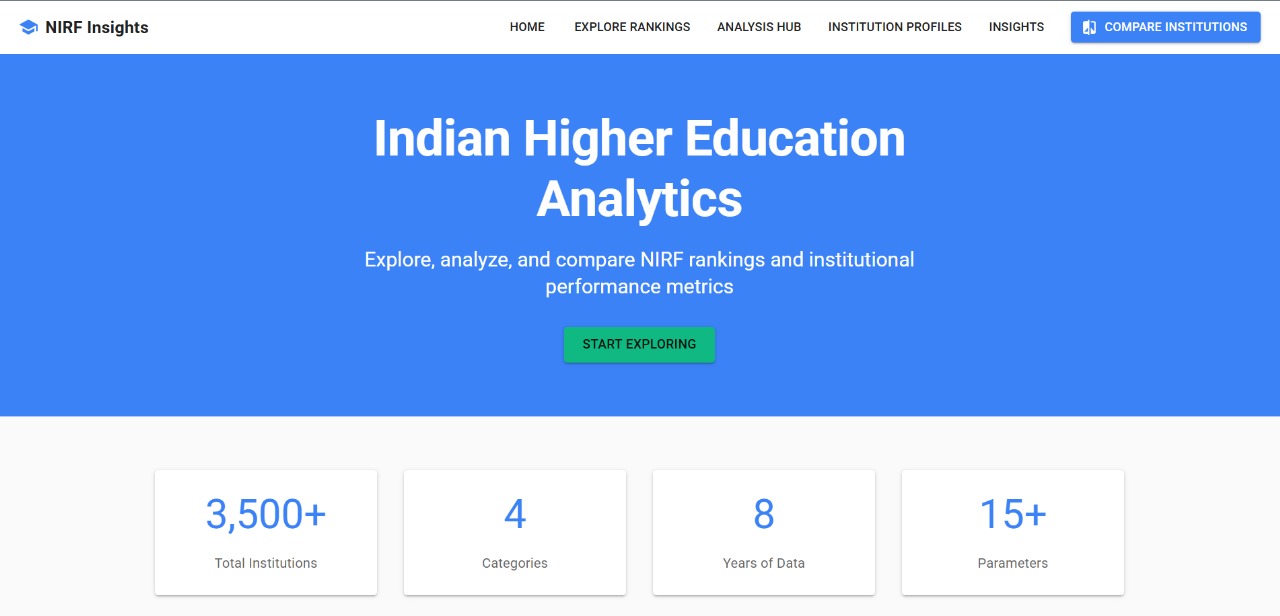 NIRF Insights
HOME
EXPLORE RANKINGS
ANALYSIS HUB
INSTITUTION PROFILES
INSIGHTS
COMPARE INSTITUTIONS
Indian Higher Education
Analytics
Explore, analyze, and compare NIRF rankings and institutional
performance metrics
START EXPLORING
3,500+
Total Institutions
4
Categories
8
Years of Data
15+
Parameters